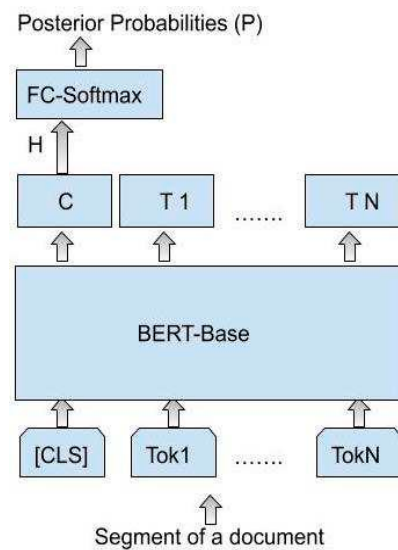 Posterior Probabilities (P)
FC-Softmax
H
C T 1 ....... T N
BERT-Base
[CLS] Tok1 ....... TokN
Segment of a document